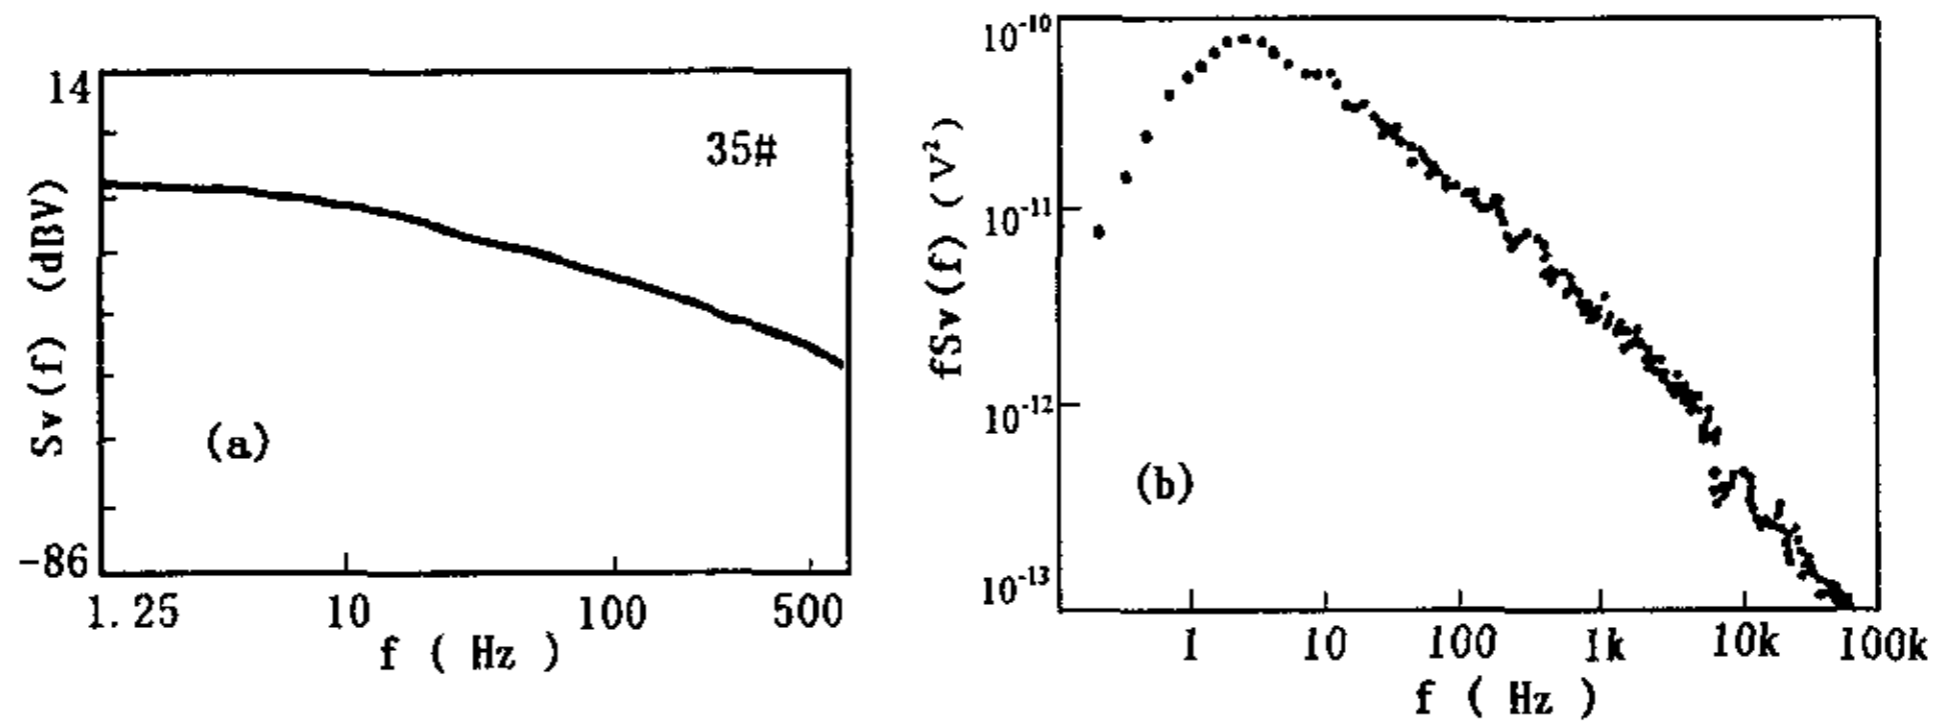 14
35#
Sv(f) (dBV)
(a)
-86
1.25 10 100 500
f ( Hz )
10⁻¹⁰
10⁻¹¹
fSv(f) (V²)
10⁻¹²
(b)
10⁻¹³
1 10 100 1k 10k 100k
f ( Hz )